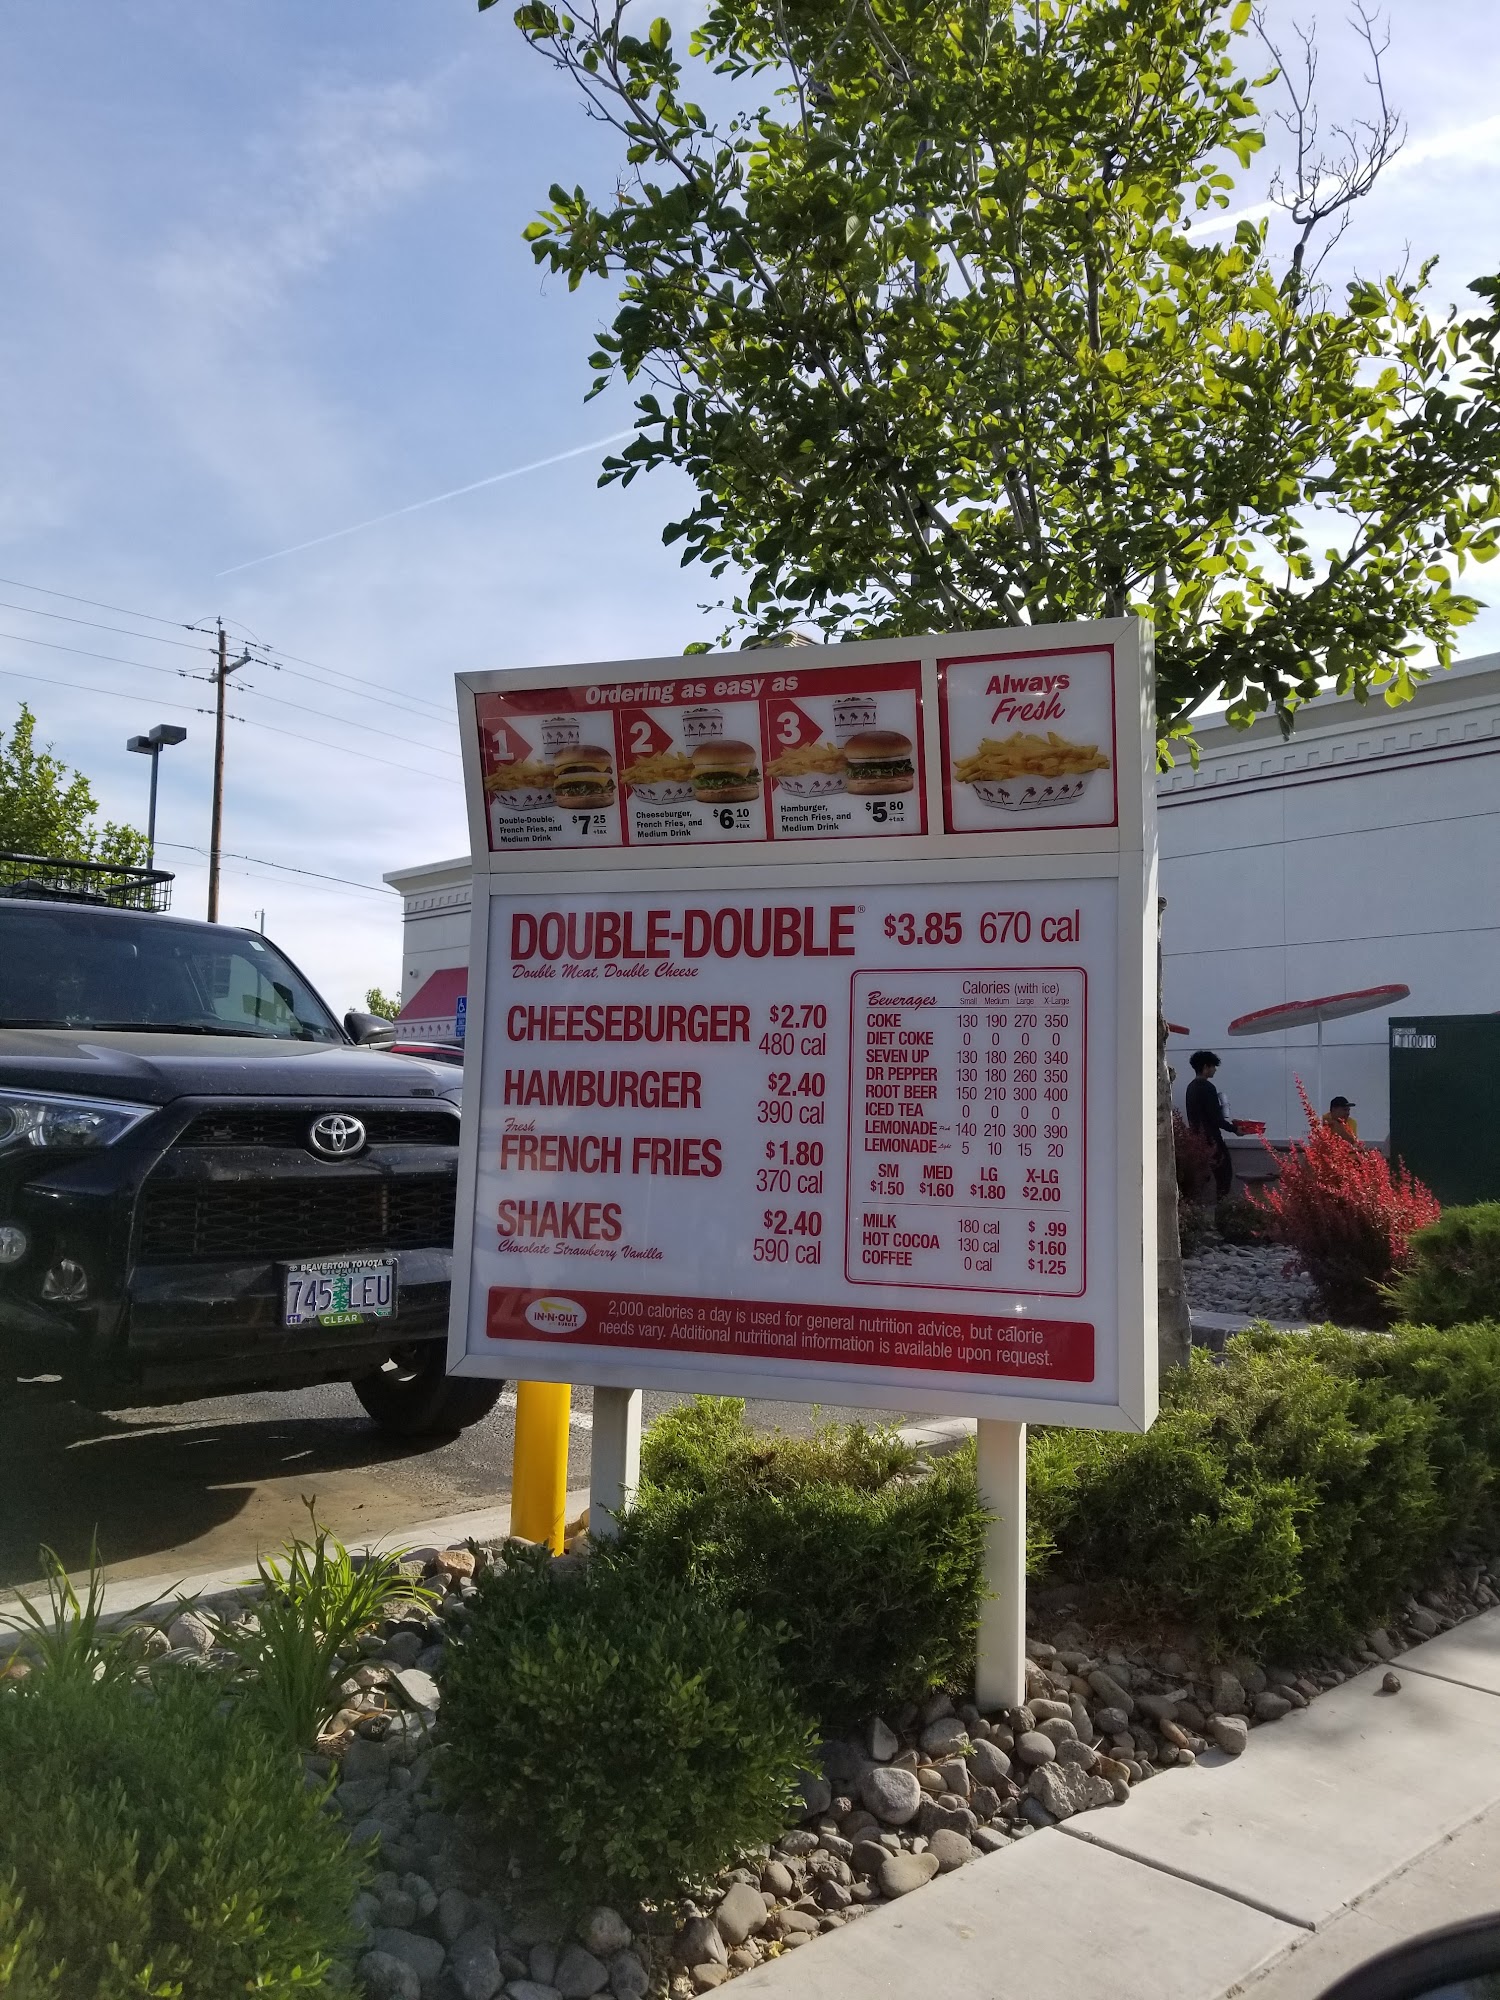 Ordering as easy as
1
Double-Double,
French Fries, and
Medium Drink
$7 25
+tax
2
Cheeseburger,
French Fries, and
Medium Drink
$6 10
+tax
3
Hamburger,
French Fries, and
Medium Drink
$5 80
+tax
Always
Fresh
DOUBLE-DOUBLE® $3.85 670 cal
Double Meat, Double Cheese
CHEESEBURGER $2.70
480 cal
HAMBURGER $2.40
390 cal
Fresh
FRENCH FRIES $1.80
370 cal
SHAKES $2.40
Chocolate Strawberry Vanilla 590 cal
Beverages Calories (with ice)
Small Medium Large X-Large
COKE 130 190 270 350
DIET COKE 0 0 0 0
SEVEN UP 130 180 260 340
DR PEPPER 130 180 260 350
ROOT BEER 150 210 300 400
ICED TEA 0 0 0 0
LEMONADE 140 210 300 390
LEMONADE 5 10 15 20
SM MED LG X-LG
$1.50 $1.60 $1.80 $2.00
MILK 180 cal $ .99
HOT COCOA 130 cal $1.60
COFFEE 0 cal $1.25
IN-N-OUT
BURGER
2,000 calories a day is used for general nutrition advice, but calorie
needs vary. Additional nutritional information is available upon request.
BEAVERTON TOYOTA
Oregon
745 LEU
CLEAR
LT10010